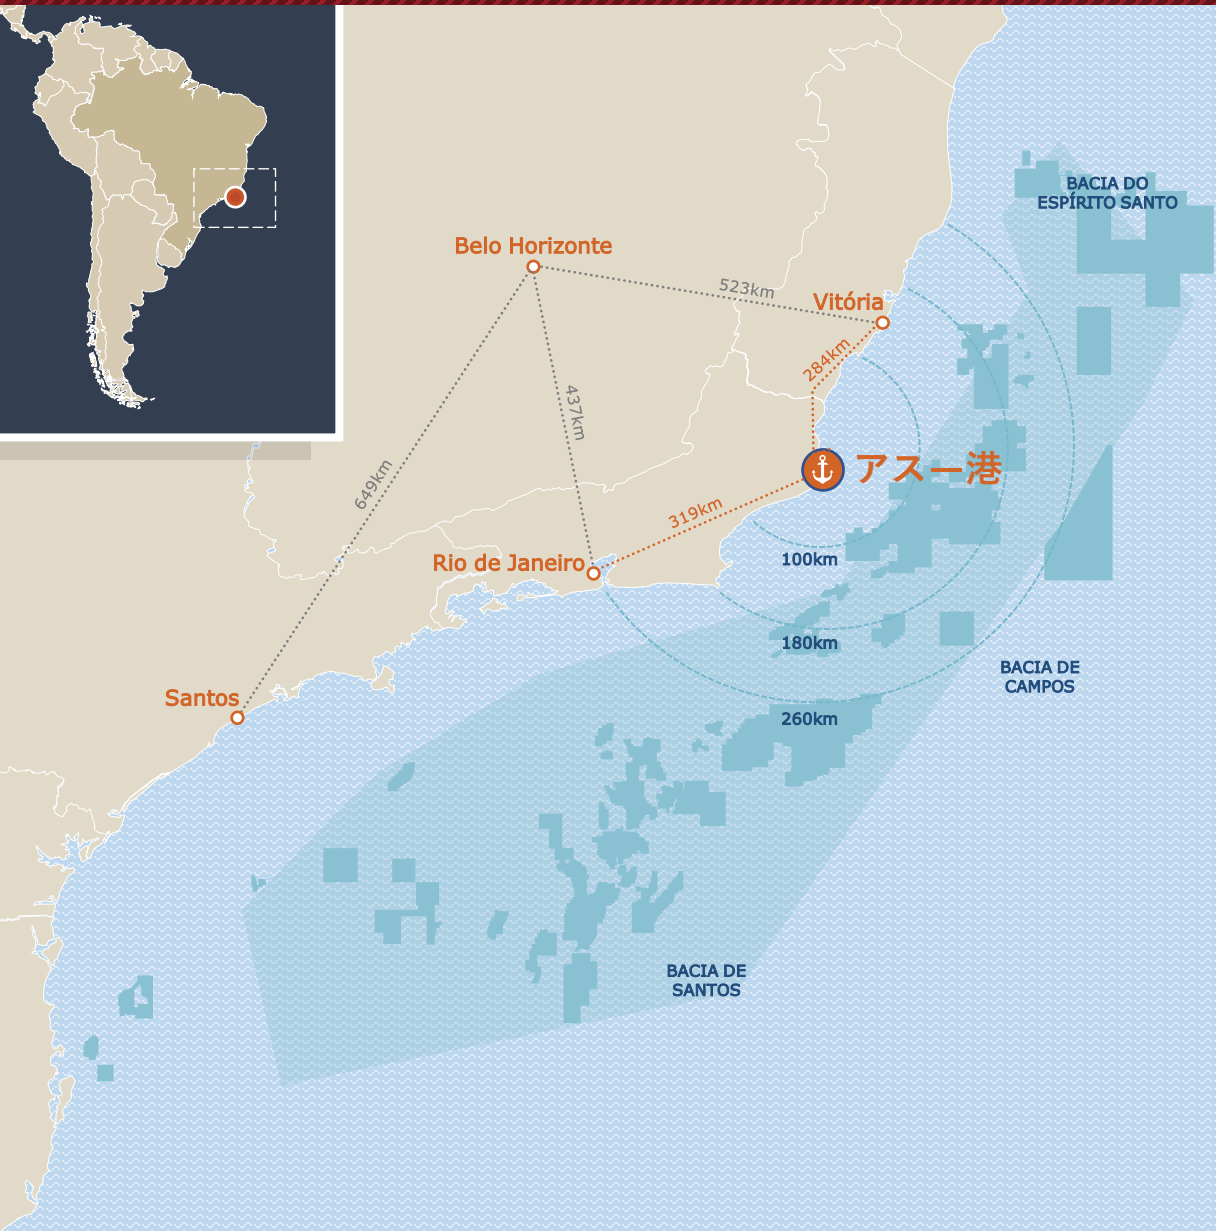 BACIA DO
ESPÍRITO SANTO
Belo Horizonte
523km
Vitória
284km
437km
アスー港
649km
319km
100km
Rio de Janeiro
180km
BACIA DE
CAMPOS
Santos
260km
BACIA DE
SANTOS